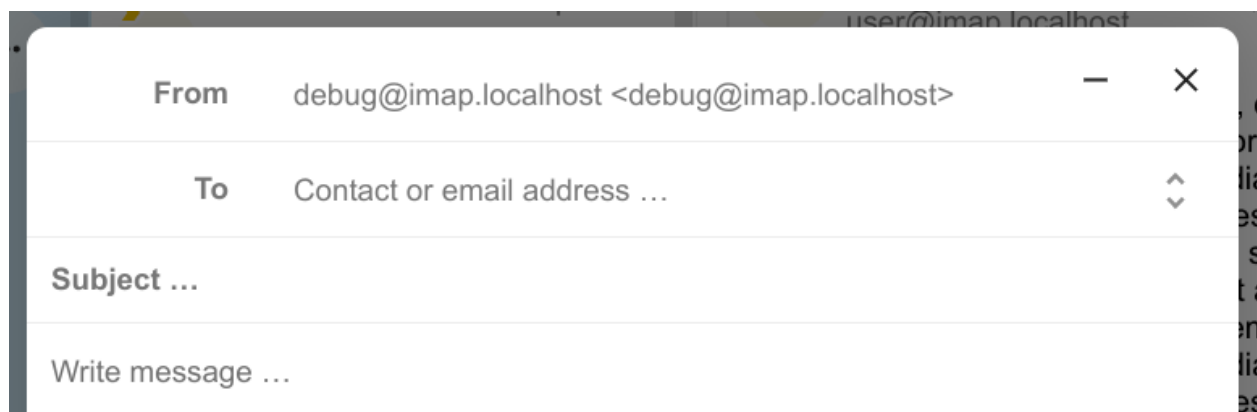 user@imap.localhost
From debug@imap.localhost <debug@imap.localhost>
To Contact or email address …
Subject …
Write message …